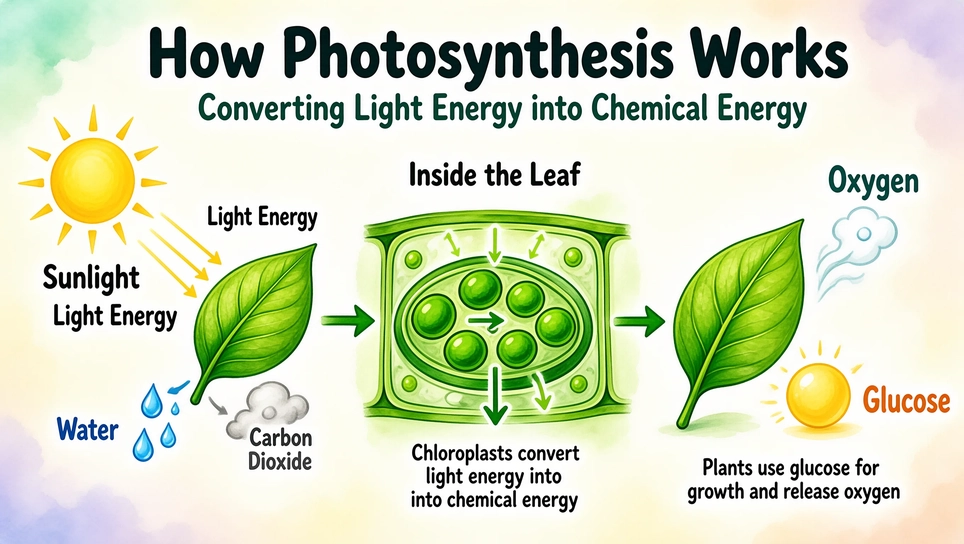 How Photosynthesis Works
Converting Light Energy into Chemical Energy
Sunlight
Light Energy
Light Energy
Water
Carbon
Dioxide
Inside the Leaf
Chloroplasts convert
light energy into
into chemical energy
Oxygen
Glucose
Plants use glucose for
growth and release oxygen